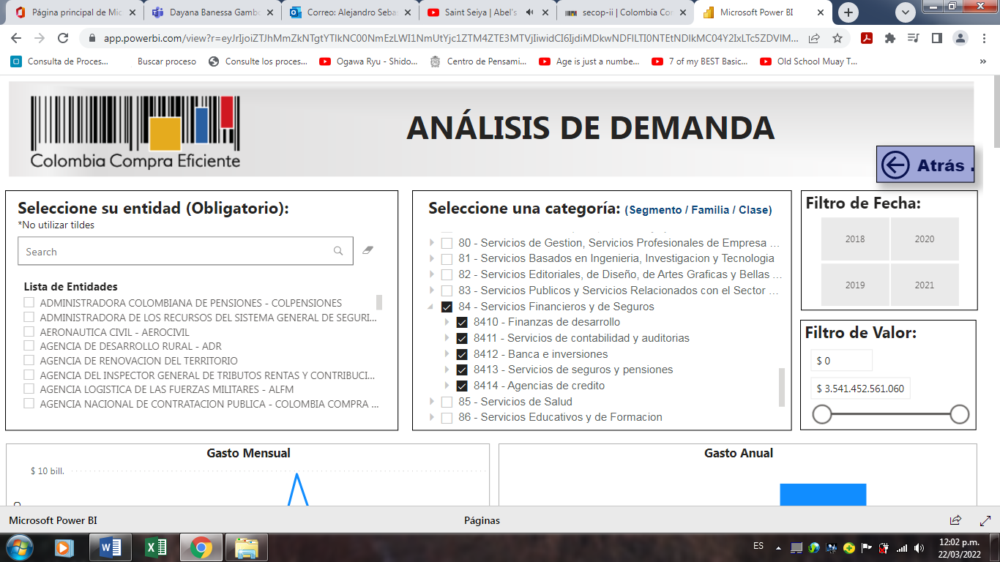 Página principal de Mic
Dayana Banessa Gambo
Correo: Alejandro Sebas
Saint Seiya | Abel's
secop-ii | Colombia Co
Microsoft Power BI
Consulta de Proces...
Buscar proceso
Consulte los proces...
Ogawa Ryu - Shido...
Centro de Pensami...
Age is just a numbe...
7 of my BEST Basic...
Old School Muay T...
Colombia Compra Eficiente
ANÁLISIS DE DEMANDA
Atrás .
Seleccione su entidad (Obligatorio):
*No utilizar tildes
Search
Lista de Entidades
ADMINISTRADORA COLOMBIANA DE PENSIONES - COLPENSIONES
ADMINISTRADORA DE LOS RECURSOS DEL SISTEMA GENERAL DE SEGURI...
AERONAUTICA CIVIL - AEROCIVIL
AGENCIA DE DESARROLLO RURAL - ADR
AGENCIA DE RENOVACION DEL TERRITORIO
AGENCIA DEL INSPECTOR GENERAL DE TRIBUTOS RENTAS Y CONTRIBUCI...
AGENCIA LOGISTICA DE LAS FUERZAS MILITARES - ALFM
AGENCIA NACIONAL DE CONTRATACION PUBLICA - COLOMBIA COMPRA ...
Seleccione una categoría: (Segmento / Familia / Clase)
80 - Servicios de Gestion, Servicios Profesionales de Empresa ...
81 - Servicios Basados en Ingenieria, Investigacion y Tecnologia
82 - Servicios Editoriales, de Diseño, de Artes Graficas y Bellas ...
83 - Servicios Publicos y Servicios Relacionados con el Sector ...
84 - Servicios Financieros y de Seguros
8410 - Finanzas de desarrollo
8411 - Servicios de contabilidad y auditorias
8412 - Banca e inversiones
8413 - Servicios de seguros y pensiones
8414 - Agencias de credito
85 - Servicios de Salud
86 - Servicios Educativos y de Formacion
Filtro de Fecha:
2018
2020
2019
2021
Filtro de Valor:
$ 0
$ 3.541.452.561.060
Gasto Mensual
$ 10 bill.
Gasto Anual
Microsoft Power BI
Páginas
ES
12:02 p.m.
22/03/2022